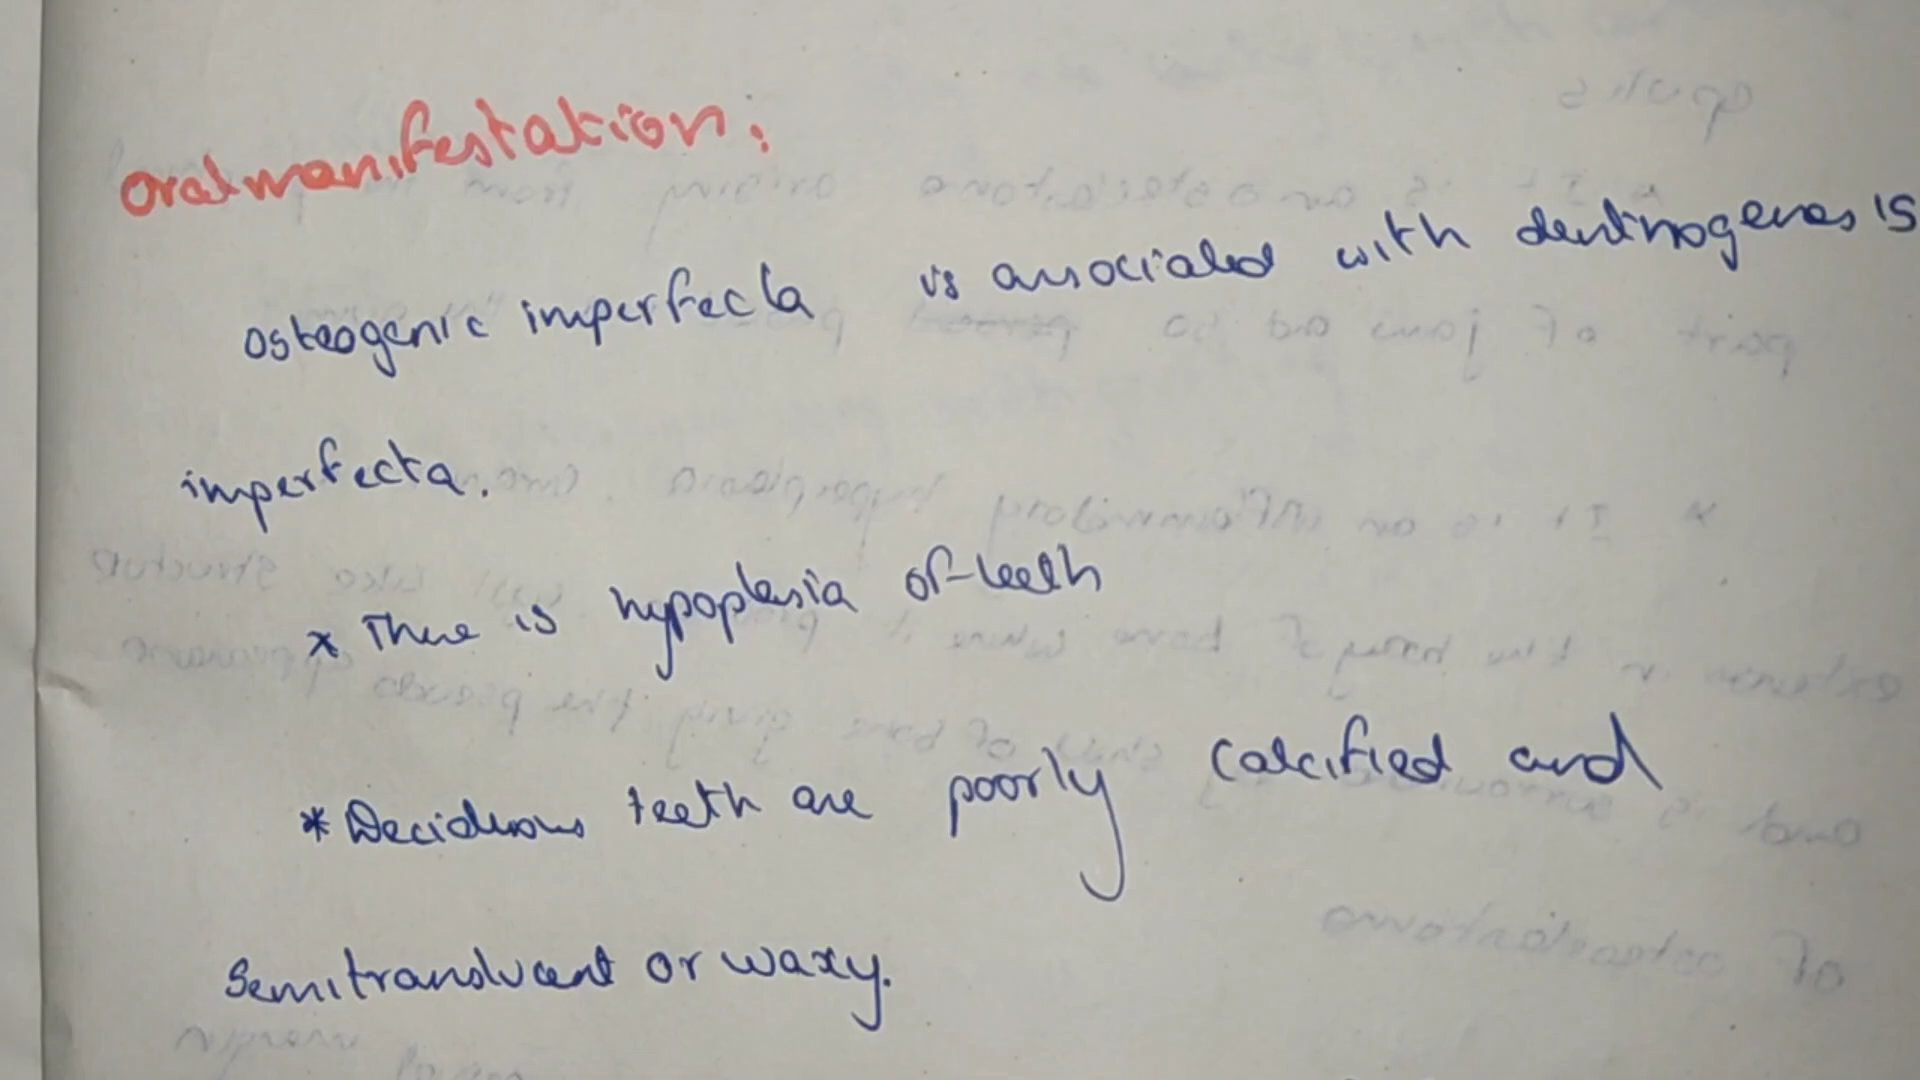 oral manifestation:
osteogenic imperfecta is associated with dentinogenesis
imperfecta.
* There is hypoplasia of teeth
* Deciduous teeth are poorly calcified and
Semitranslucent or waxy.